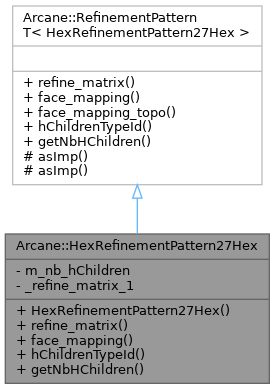 Arcane::RefinementPattern
T< HexRefinementPattern27Hex >
+ refine_matrix()
+ face_mapping()
+ face_mapping_topo()
+ hChildrenTypeId()
+ getNbHChildren()
# asImp()
# asImp()
Arcane::HexRefinementPattern27Hex
- m_nb_hChildren
- _refine_matrix_1
+ HexRefinementPattern27Hex()
+ refine_matrix()
+ face_mapping()
+ hChildrenTypeId()
+ getNbHChildren()